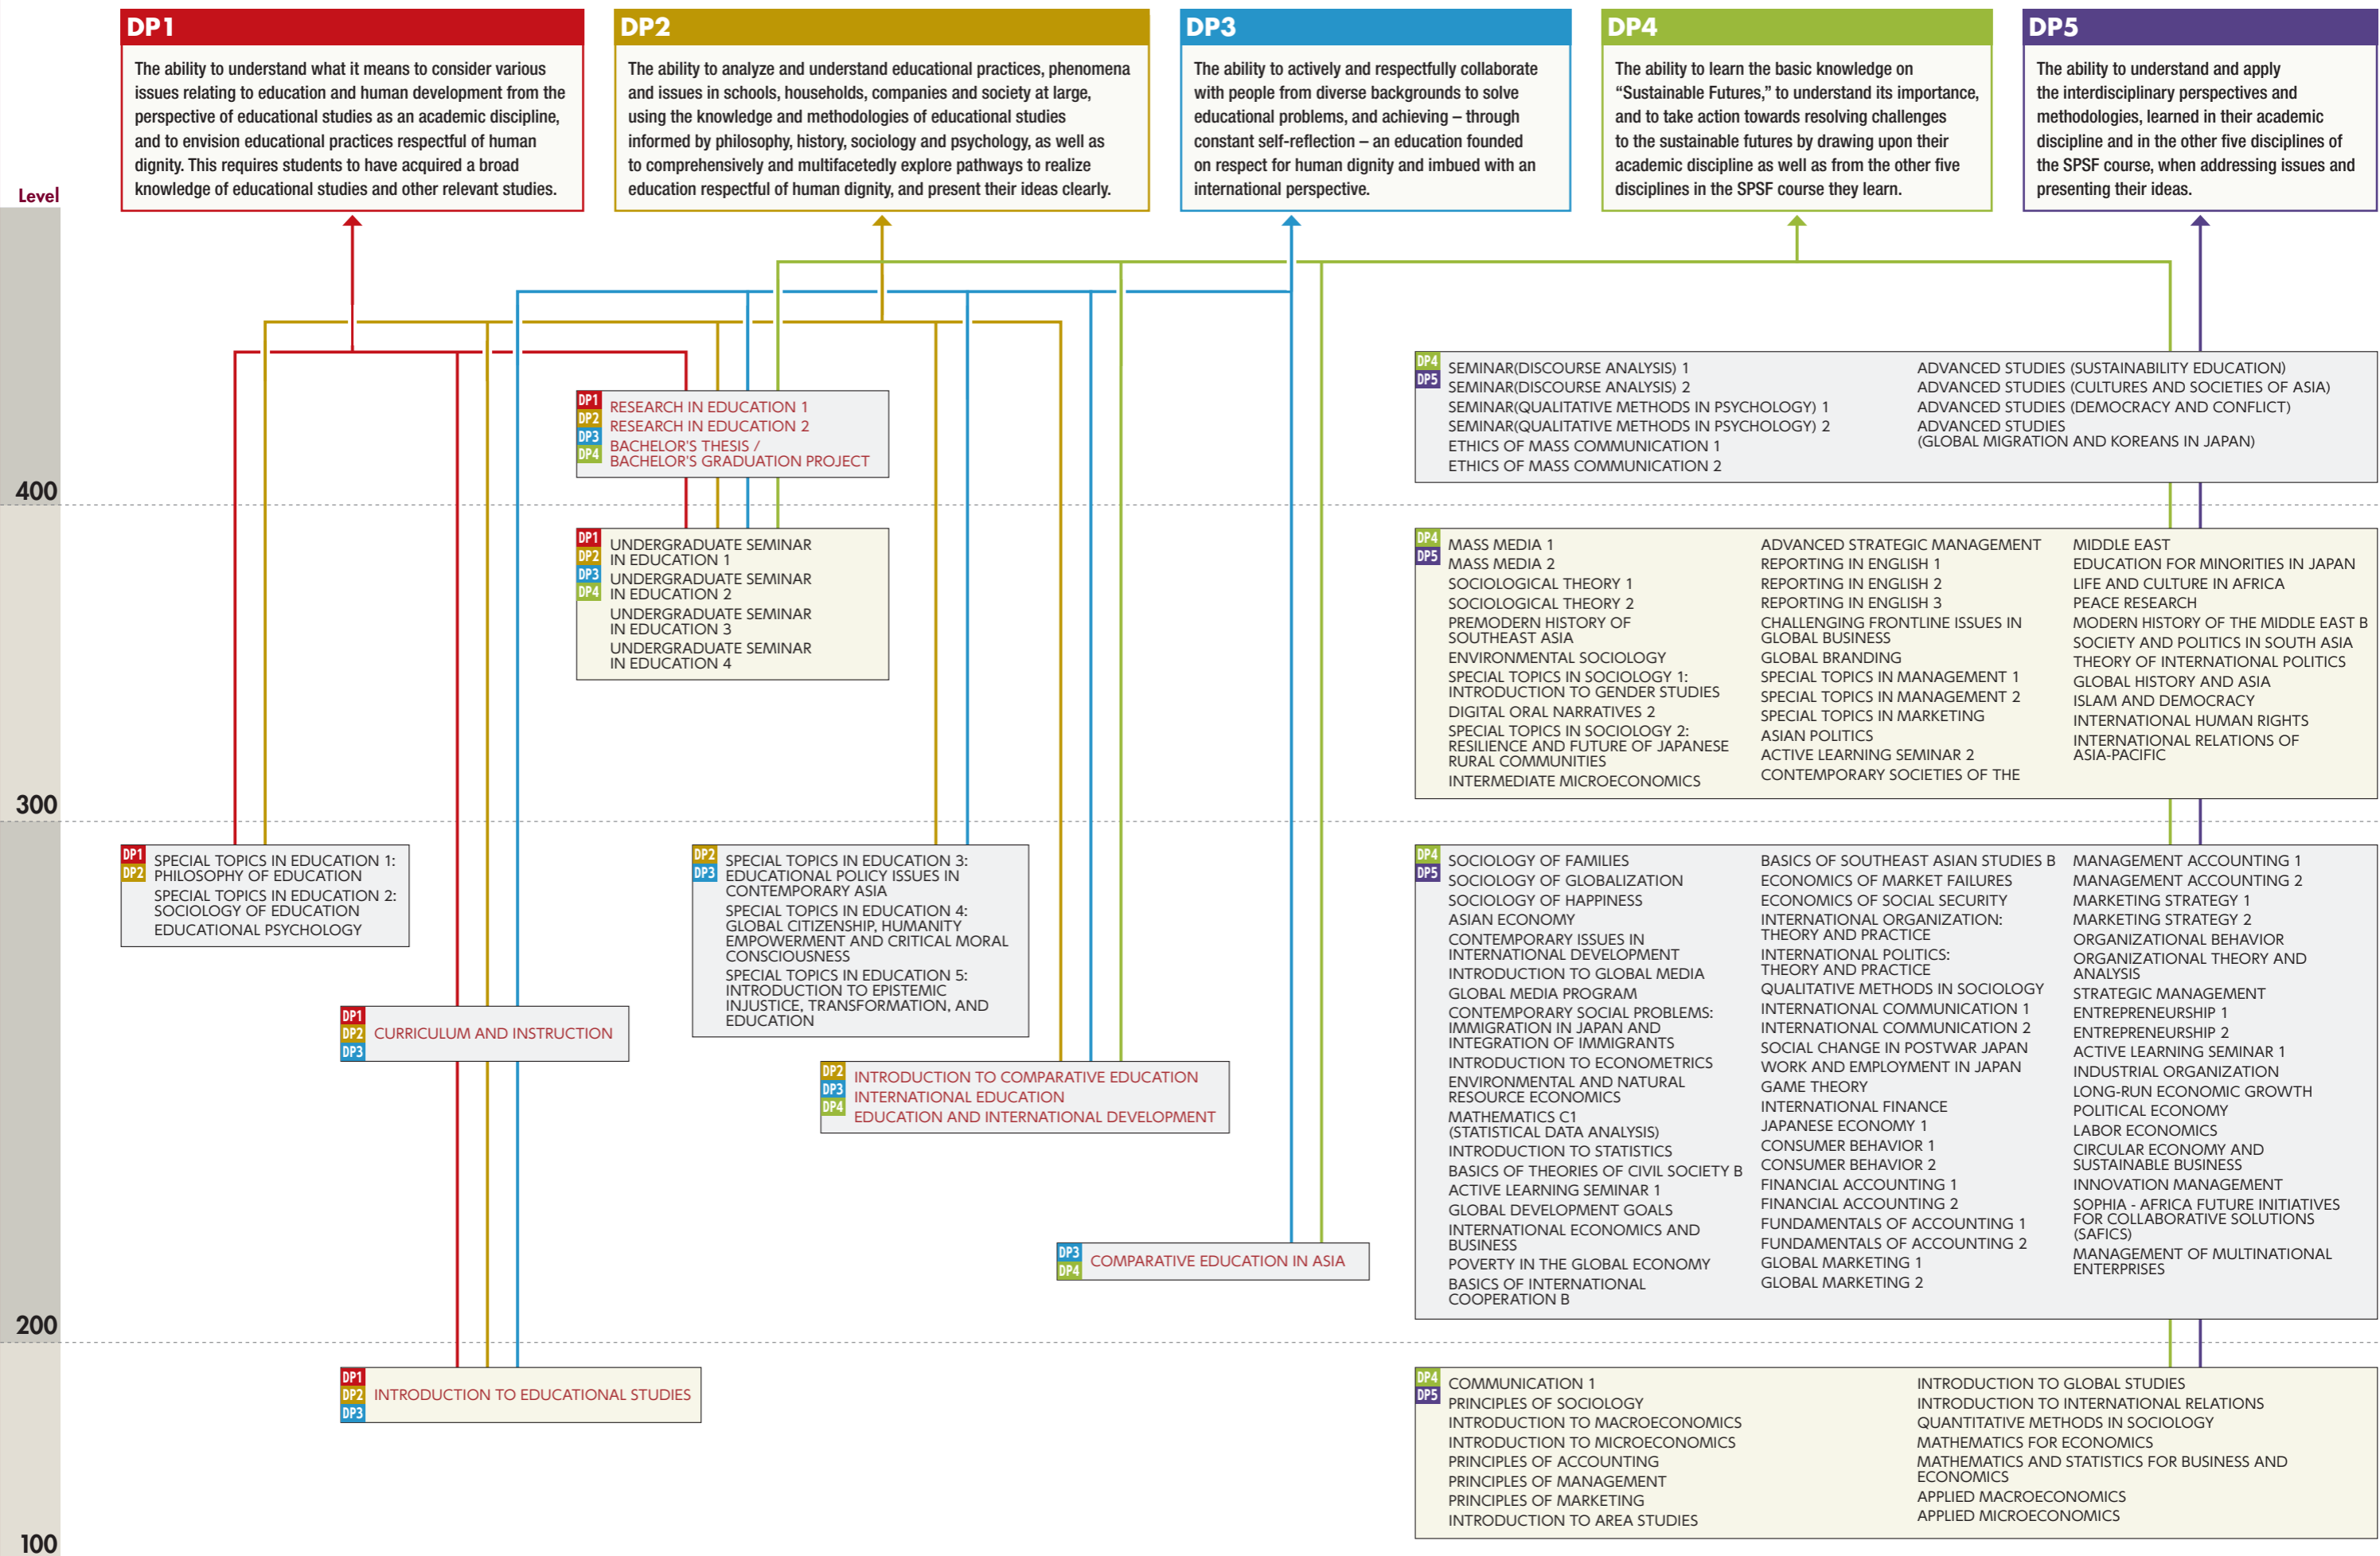 DP1
The ability to understand what it means to consider various
issues relating to education and human development from the
perspective of educational studies as an academic discipline,
and to envision educational practices respectful of human
dignity. This requires students to have acquired a broad
knowledge of educational studies and other relevant studies.
DP2
The ability to analyze and understand educational practices, phenomena
and issues in schools, households, companies and society at large,
using the knowledge and methodologies of educational studies
informed by philosophy, history, sociology and psychology, as well as
to comprehensively and multifacetedly explore pathways to realize
education respectful of human dignity, and present their ideas clearly.
DP3
The ability to actively and respectfully collaborate
with people from diverse backgrounds to solve
educational problems, and achieving – through
constant self-reflection – an education founded
on respect for human dignity and imbued with an
international perspective.
DP4
The ability to learn the basic knowledge on
“Sustainable Futures,” to understand its importance,
and to take action towards resolving challenges
to the sustainable futures by drawing upon their
academic discipline as well as from the other five
disciplines in the SPSF course they learn.
DP5
The ability to understand and apply
the interdisciplinary perspectives and
methodologies, learned in their academic
discipline and in the other five disciplines of
the SPSF course, when addressing issues and
presenting their ideas.
Level
DP1
DP2
DP3
DP4
RESEARCH IN EDUCATION 1
RESEARCH IN EDUCATION 2
BACHELOR'S THESIS /
BACHELOR'S GRADUATION PROJECT
DP4
DP5
SEMINAR(DISCOURSE ANALYSIS) 1
SEMINAR(DISCOURSE ANALYSIS) 2
SEMINAR(QUALITATIVE METHODS IN PSYCHOLOGY) 1
SEMINAR(QUALITATIVE METHODS IN PSYCHOLOGY) 2
ETHICS OF MASS COMMUNICATION 1
ETHICS OF MASS COMMUNICATION 2
ADVANCED STUDIES (SUSTAINABILITY EDUCATION)
ADVANCED STUDIES (CULTURES AND SOCIETIES OF ASIA)
ADVANCED STUDIES (DEMOCRACY AND CONFLICT)
ADVANCED STUDIES
(GLOBAL MIGRATION AND KOREANS IN JAPAN)
400
DP1
DP2
DP3
DP4
UNDERGRADUATE SEMINAR
IN EDUCATION 1
UNDERGRADUATE SEMINAR
IN EDUCATION 2
UNDERGRADUATE SEMINAR
IN EDUCATION 3
UNDERGRADUATE SEMINAR
IN EDUCATION 4
DP4
DP5
MASS MEDIA 1
MASS MEDIA 2
SOCIOLOGICAL THEORY 1
SOCIOLOGICAL THEORY 2
PREMODERN HISTORY OF
SOUTHEAST ASIA
ENVIRONMENTAL SOCIOLOGY
SPECIAL TOPICS IN SOCIOLOGY 1:
INTRODUCTION TO GENDER STUDIES
DIGITAL ORAL NARRATIVES 2
SPECIAL TOPICS IN SOCIOLOGY 2:
RESILIENCE AND FUTURE OF JAPANESE
RURAL COMMUNITIES
INTERMEDIATE MICROECONOMICS
ADVANCED STRATEGIC MANAGEMENT
REPORTING IN ENGLISH 1
REPORTING IN ENGLISH 2
REPORTING IN ENGLISH 3
CHALLENGING FRONTLINE ISSUES IN
GLOBAL BUSINESS
GLOBAL BRANDING
SPECIAL TOPICS IN MANAGEMENT 1
SPECIAL TOPICS IN MANAGEMENT 2
SPECIAL TOPICS IN MARKETING
ASIAN POLITICS
ACTIVE LEARNING SEMINAR 2
CONTEMPORARY SOCIETIES OF THE
MIDDLE EAST
EDUCATION FOR MINORITIES IN JAPAN
LIFE AND CULTURE IN AFRICA
PEACE RESEARCH
MODERN HISTORY OF THE MIDDLE EAST B
SOCIETY AND POLITICS IN SOUTH ASIA
THEORY OF INTERNATIONAL POLITICS
GLOBAL HISTORY AND ASIA
ISLAM AND DEMOCRACY
INTERNATIONAL HUMAN RIGHTS
INTERNATIONAL RELATIONS OF
ASIA-PACIFIC
300
DP1
DP2
SPECIAL TOPICS IN EDUCATION 1:
PHILOSOPHY OF EDUCATION
SPECIAL TOPICS IN EDUCATION 2:
SOCIOLOGY OF EDUCATION
EDUCATIONAL PSYCHOLOGY
DP2
DP3
SPECIAL TOPICS IN EDUCATION 3:
EDUCATIONAL POLICY ISSUES IN
CONTEMPORARY ASIA
SPECIAL TOPICS IN EDUCATION 4:
GLOBAL CITIZENSHIP, HUMANITY
EMPOWERMENT AND CRITICAL MORAL
CONSCIOUSNESS
SPECIAL TOPICS IN EDUCATION 5:
INTRODUCTION TO EPISTEMIC
INJUSTICE, TRANSFORMATION, AND
EDUCATION
DP1
DP2
DP3
CURRICULUM AND INSTRUCTION
DP2
DP3
DP4
INTRODUCTION TO COMPARATIVE EDUCATION
INTERNATIONAL EDUCATION
EDUCATION AND INTERNATIONAL DEVELOPMENT
DP3
DP4
COMPARATIVE EDUCATION IN ASIA
DP4
DP5
SOCIOLOGY OF FAMILIES
SOCIOLOGY OF GLOBALIZATION
SOCIOLOGY OF HAPPINESS
ASIAN ECONOMY
CONTEMPORARY ISSUES IN
INTERNATIONAL DEVELOPMENT
INTRODUCTION TO GLOBAL MEDIA
GLOBAL MEDIA PROGRAM
CONTEMPORARY SOCIAL PROBLEMS:
IMMIGRATION IN JAPAN AND
INTEGRATION OF IMMIGRANTS
INTRODUCTION TO ECONOMETRICS
ENVIRONMENTAL AND NATURAL
RESOURCE ECONOMICS
MATHEMATICS C1
(STATISTICAL DATA ANALYSIS)
INTRODUCTION TO STATISTICS
BASICS OF THEORIES OF CIVIL SOCIETY B
ACTIVE LEARNING SEMINAR 1
GLOBAL DEVELOPMENT GOALS
INTERNATIONAL ECONOMICS AND
BUSINESS
POVERTY IN THE GLOBAL ECONOMY
BASICS OF INTERNATIONAL
COOPERATION B
BASICS OF SOUTHEAST ASIAN STUDIES B
ECONOMICS OF MARKET FAILURES
ECONOMICS OF SOCIAL SECURITY
INTERNATIONAL ORGANIZATION:
THEORY AND PRACTICE
INTERNATIONAL POLITICS:
THEORY AND PRACTICE
QUALITATIVE METHODS IN SOCIOLOGY
INTERNATIONAL COMMUNICATION 1
INTERNATIONAL COMMUNICATION 2
SOCIAL CHANGE IN POSTWAR JAPAN
WORK AND EMPLOYMENT IN JAPAN
GAME THEORY
INTERNATIONAL FINANCE
JAPANESE ECONOMY 1
CONSUMER BEHAVIOR 1
CONSUMER BEHAVIOR 2
FINANCIAL ACCOUNTING 1
FINANCIAL ACCOUNTING 2
FUNDAMENTALS OF ACCOUNTING 1
FUNDAMENTALS OF ACCOUNTING 2
GLOBAL MARKETING 1
GLOBAL MARKETING 2
MANAGEMENT ACCOUNTING 1
MANAGEMENT ACCOUNTING 2
MARKETING STRATEGY 1
MARKETING STRATEGY 2
ORGANIZATIONAL BEHAVIOR
ORGANIZATIONAL THEORY AND
ANALYSIS
STRATEGIC MANAGEMENT
ENTREPRENEURSHIP 1
ENTREPRENEURSHIP 2
ACTIVE LEARNING SEMINAR 1
INDUSTRIAL ORGANIZATION
LONG-RUN ECONOMIC GROWTH
POLITICAL ECONOMY
LABOR ECONOMICS
CIRCULAR ECONOMY AND
SUSTAINABLE BUSINESS
INNOVATION MANAGEMENT
SOPHIA - AFRICA FUTURE INITIATIVES
FOR COLLABORATIVE SOLUTIONS
(SAFICS)
MANAGEMENT OF MULTINATIONAL
ENTERPRISES
200
DP1
DP2
DP3
INTRODUCTION TO EDUCATIONAL STUDIES
DP4
DP5
COMMUNICATION 1
PRINCIPLES OF SOCIOLOGY
INTRODUCTION TO MACROECONOMICS
INTRODUCTION TO MICROECONOMICS
PRINCIPLES OF ACCOUNTING
PRINCIPLES OF MANAGEMENT
PRINCIPLES OF MARKETING
INTRODUCTION TO AREA STUDIES
INTRODUCTION TO GLOBAL STUDIES
INTRODUCTION TO INTERNATIONAL RELATIONS
QUANTITATIVE METHODS IN SOCIOLOGY
MATHEMATICS FOR ECONOMICS
MATHEMATICS AND STATISTICS FOR BUSINESS AND
ECONOMICS
APPLIED MACROECONOMICS
APPLIED MICROECONOMICS
100